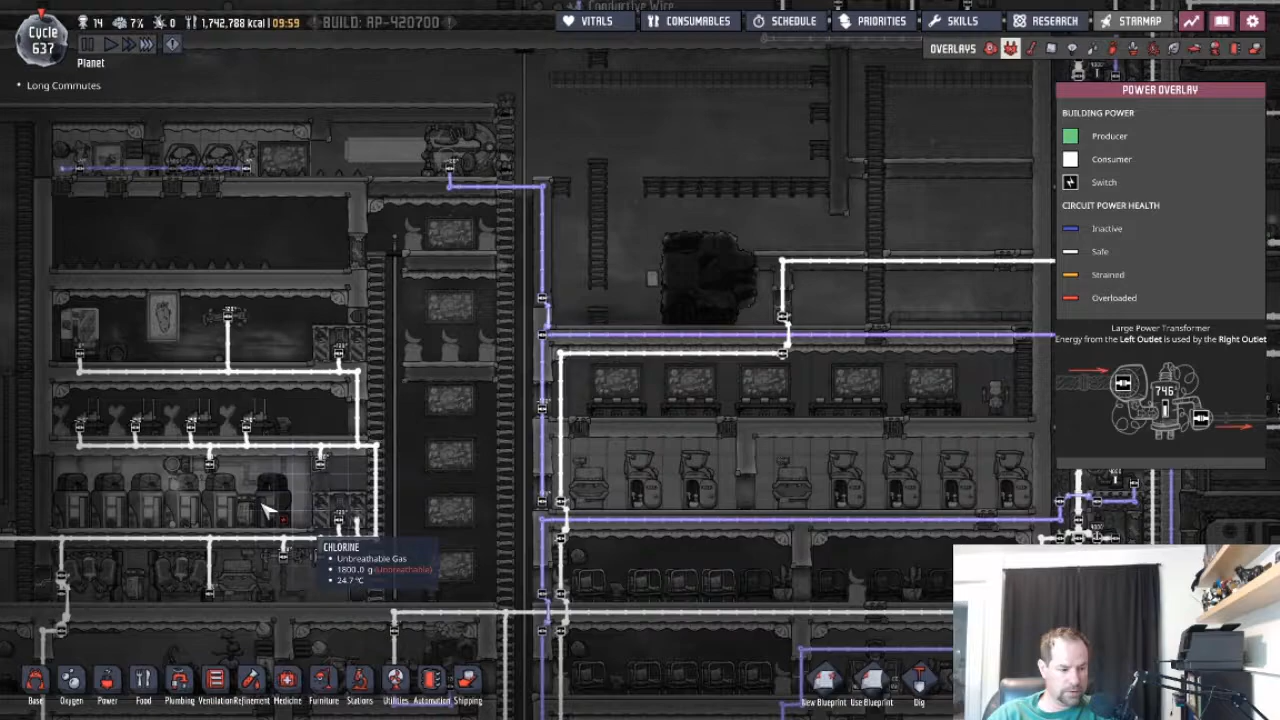 Conductive Wire
14 7% 0 1,742,788 kcal 09:59 BUILD: AP-420700
VITALS CONSUMABLES SCHEDULE PRIORITIES SKILLS RESEARCH STARMAP
Cycle
637
OVERLAYS
Planet
• Long Commutes
POWER OVERLAY
BUILDING POWER
Producer
Consumer
Switch
CIRCUIT POWER HEALTH
Inactive
Safe
Strained
Overloaded
Large Power Transformer
Energy from the Left Outlet is used by the Right Outlet
746
CHLORINE
• Unbreathable Gas
• 1800.0 g (Unbreathable)
• 24.7 °C
Base Oxygen Power Food Plumbing Ventilation Refinement Medicine Furniture Stations Utilities Automation Shipping
New Blueprint Use Blueprint Dig